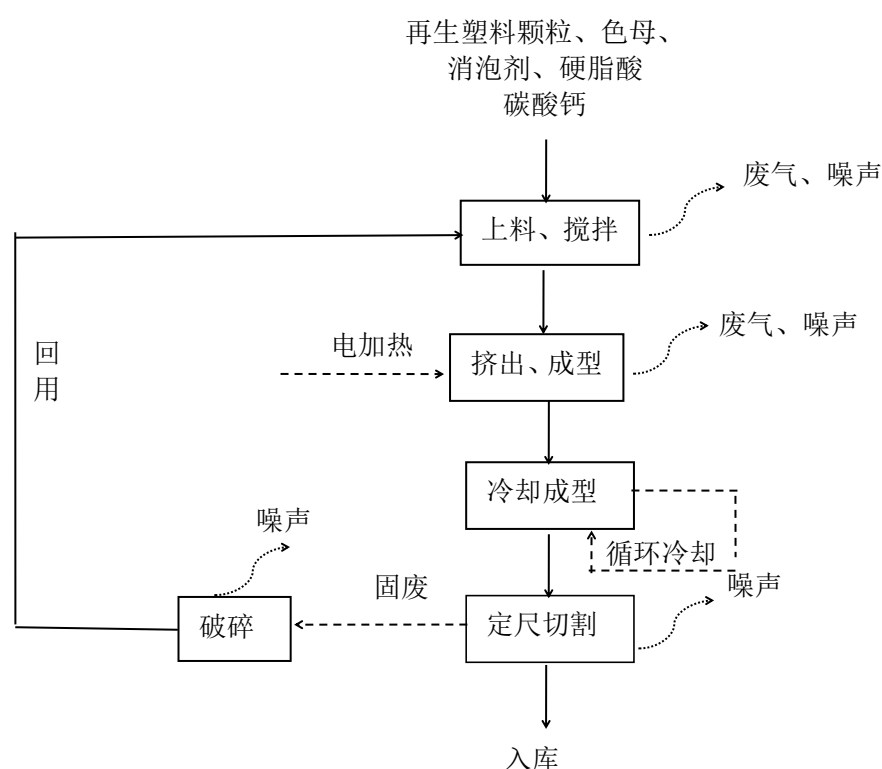 再生塑料颗粒、色母、
消泡剂、硬脂酸
碳酸钙
废气、噪声
上料、搅拌
废气、噪声
电加热
挤出、成型
回
用
冷却成型
噪声
循环冷却
固废
噪声
破碎
定尺切割
入库